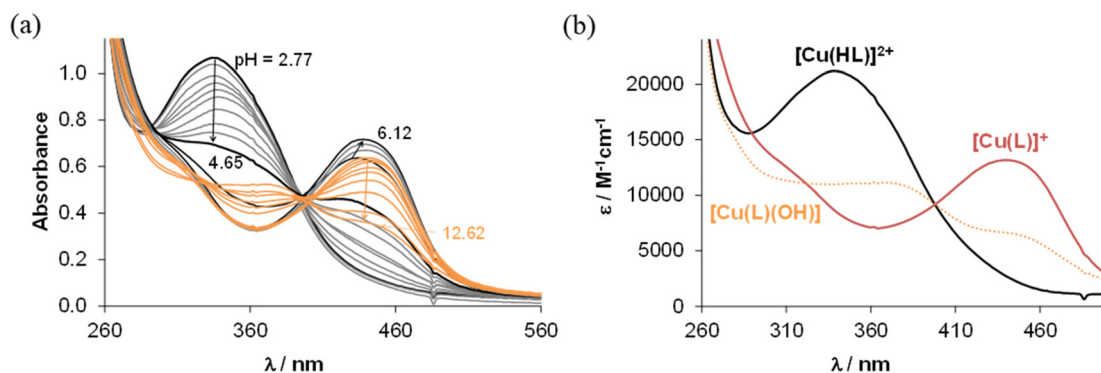 (a)
Absorbance
1.0
0.8
0.6
0.4
0.2
0.0
pH = 2.77
4.65
6.12
12.62
260
360
460
560
λ / nm
(b)
ε / M⁻¹cm⁻¹
20000
15000
10000
5000
0
[Cu(HL)]²⁺
[Cu(L)]⁺
[Cu(L)(OH)]
260
310
360
410
460
λ / nm